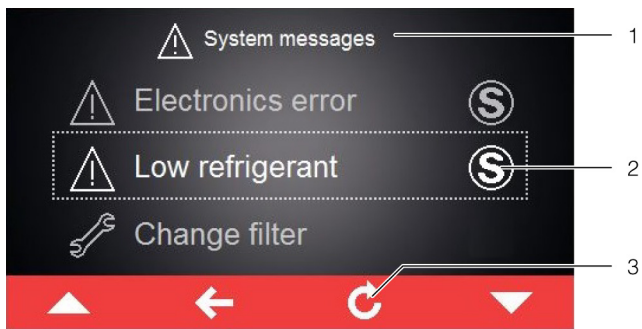 System messages
1
Electronics error
S
Low refrigerant
S
2
Change filter
3